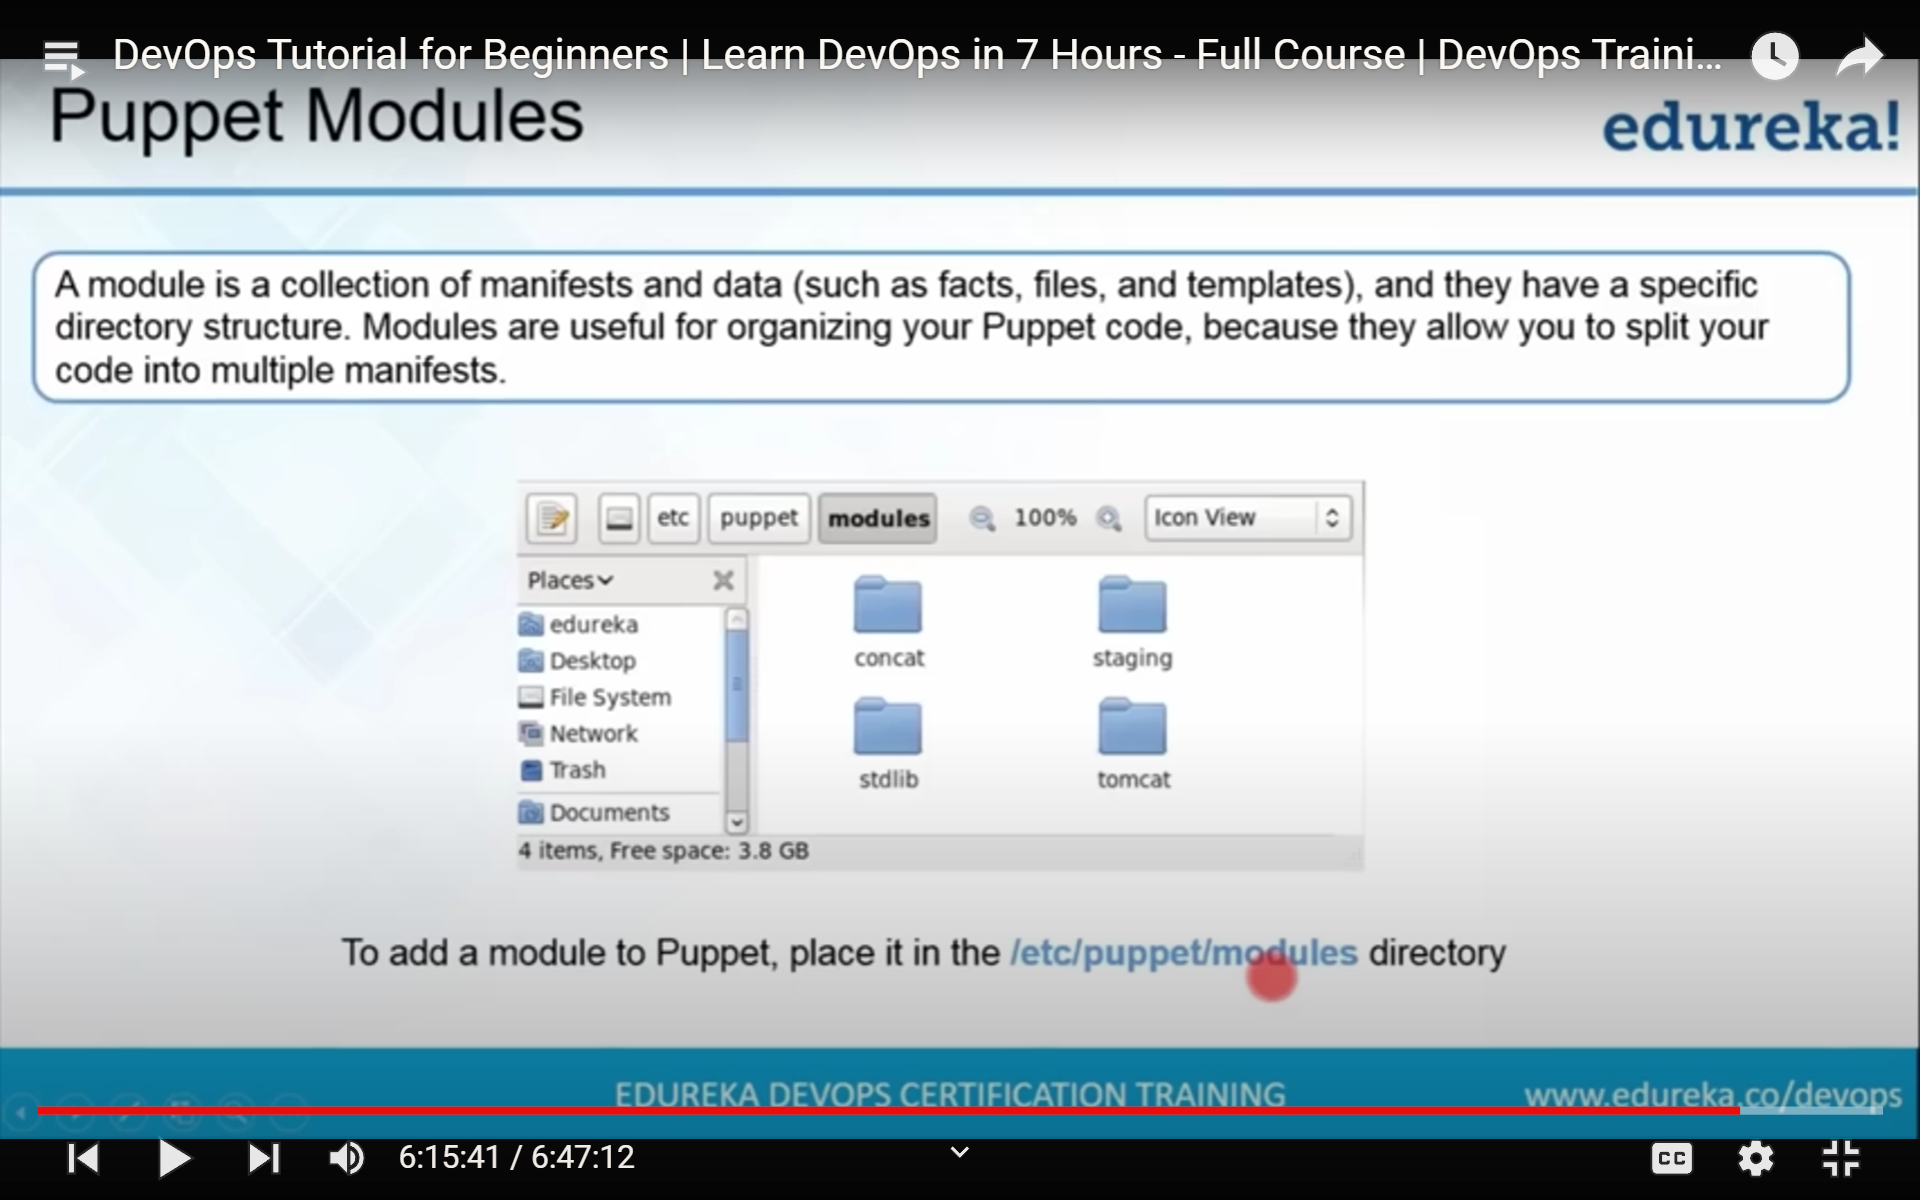 DevOps Tutorial for Beginners | Learn DevOps in 7 Hours - Full Course | DevOps Traini...
Puppet Modules
edureka!
A module is a collection of manifests and data (such as facts, files, and templates), and they have a specific
directory structure. Modules are useful for organizing your Puppet code, because they allow you to split your
code into multiple manifests.
etc puppet modules 100% Icon View
Places
edureka
Desktop
File System
Network
Trash
Documents
concat staging
stdlib tomcat
4 items, Free space: 3.8 GB
To add a module to Puppet, place it in the /etc/puppet/modules directory
EDUREKA DEVOPS CERTIFICATION TRAINING
www.edureka.co/devops
6:15:41 / 6:47:12
CC